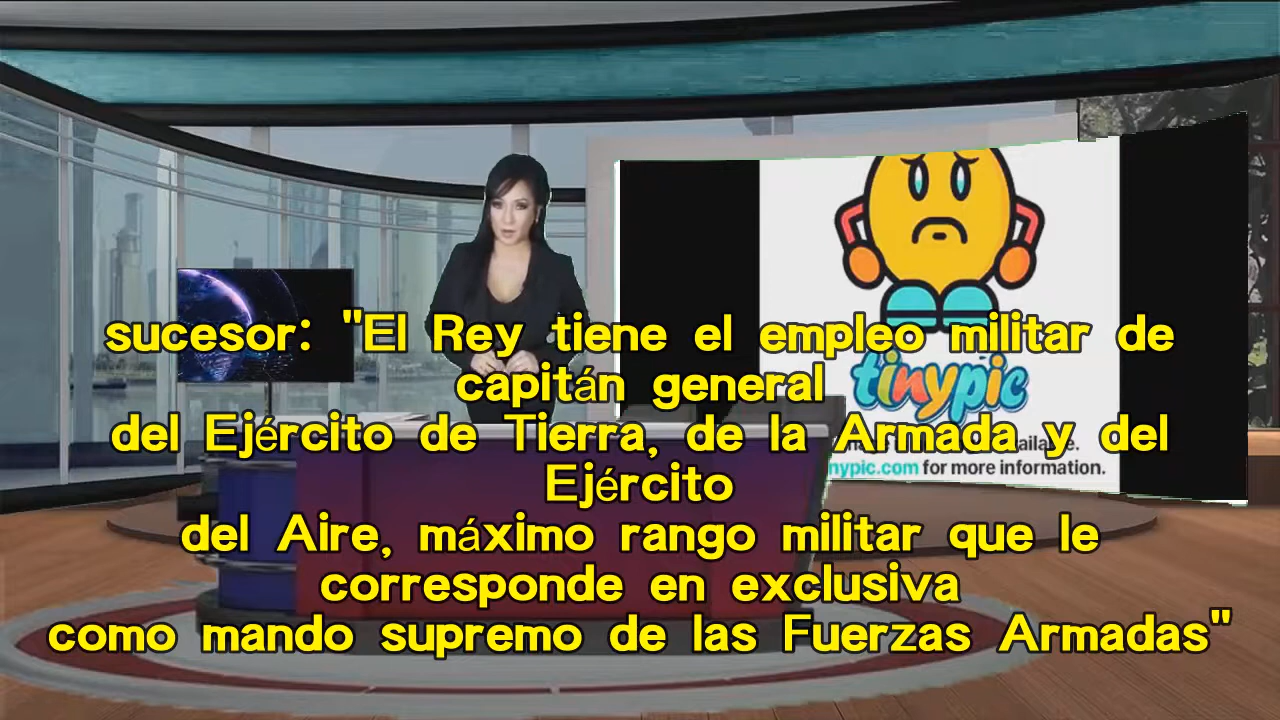 sucesor: "El Rey tiene el empleo militar de
capitán general
del Ejército de Tierra, de la Armada y del
Ejército
del Aire, máximo rango militar que le
corresponde en exclusiva
como mando supremo de las Fuerzas Armadas"
tinypic
nypic.com for more information.